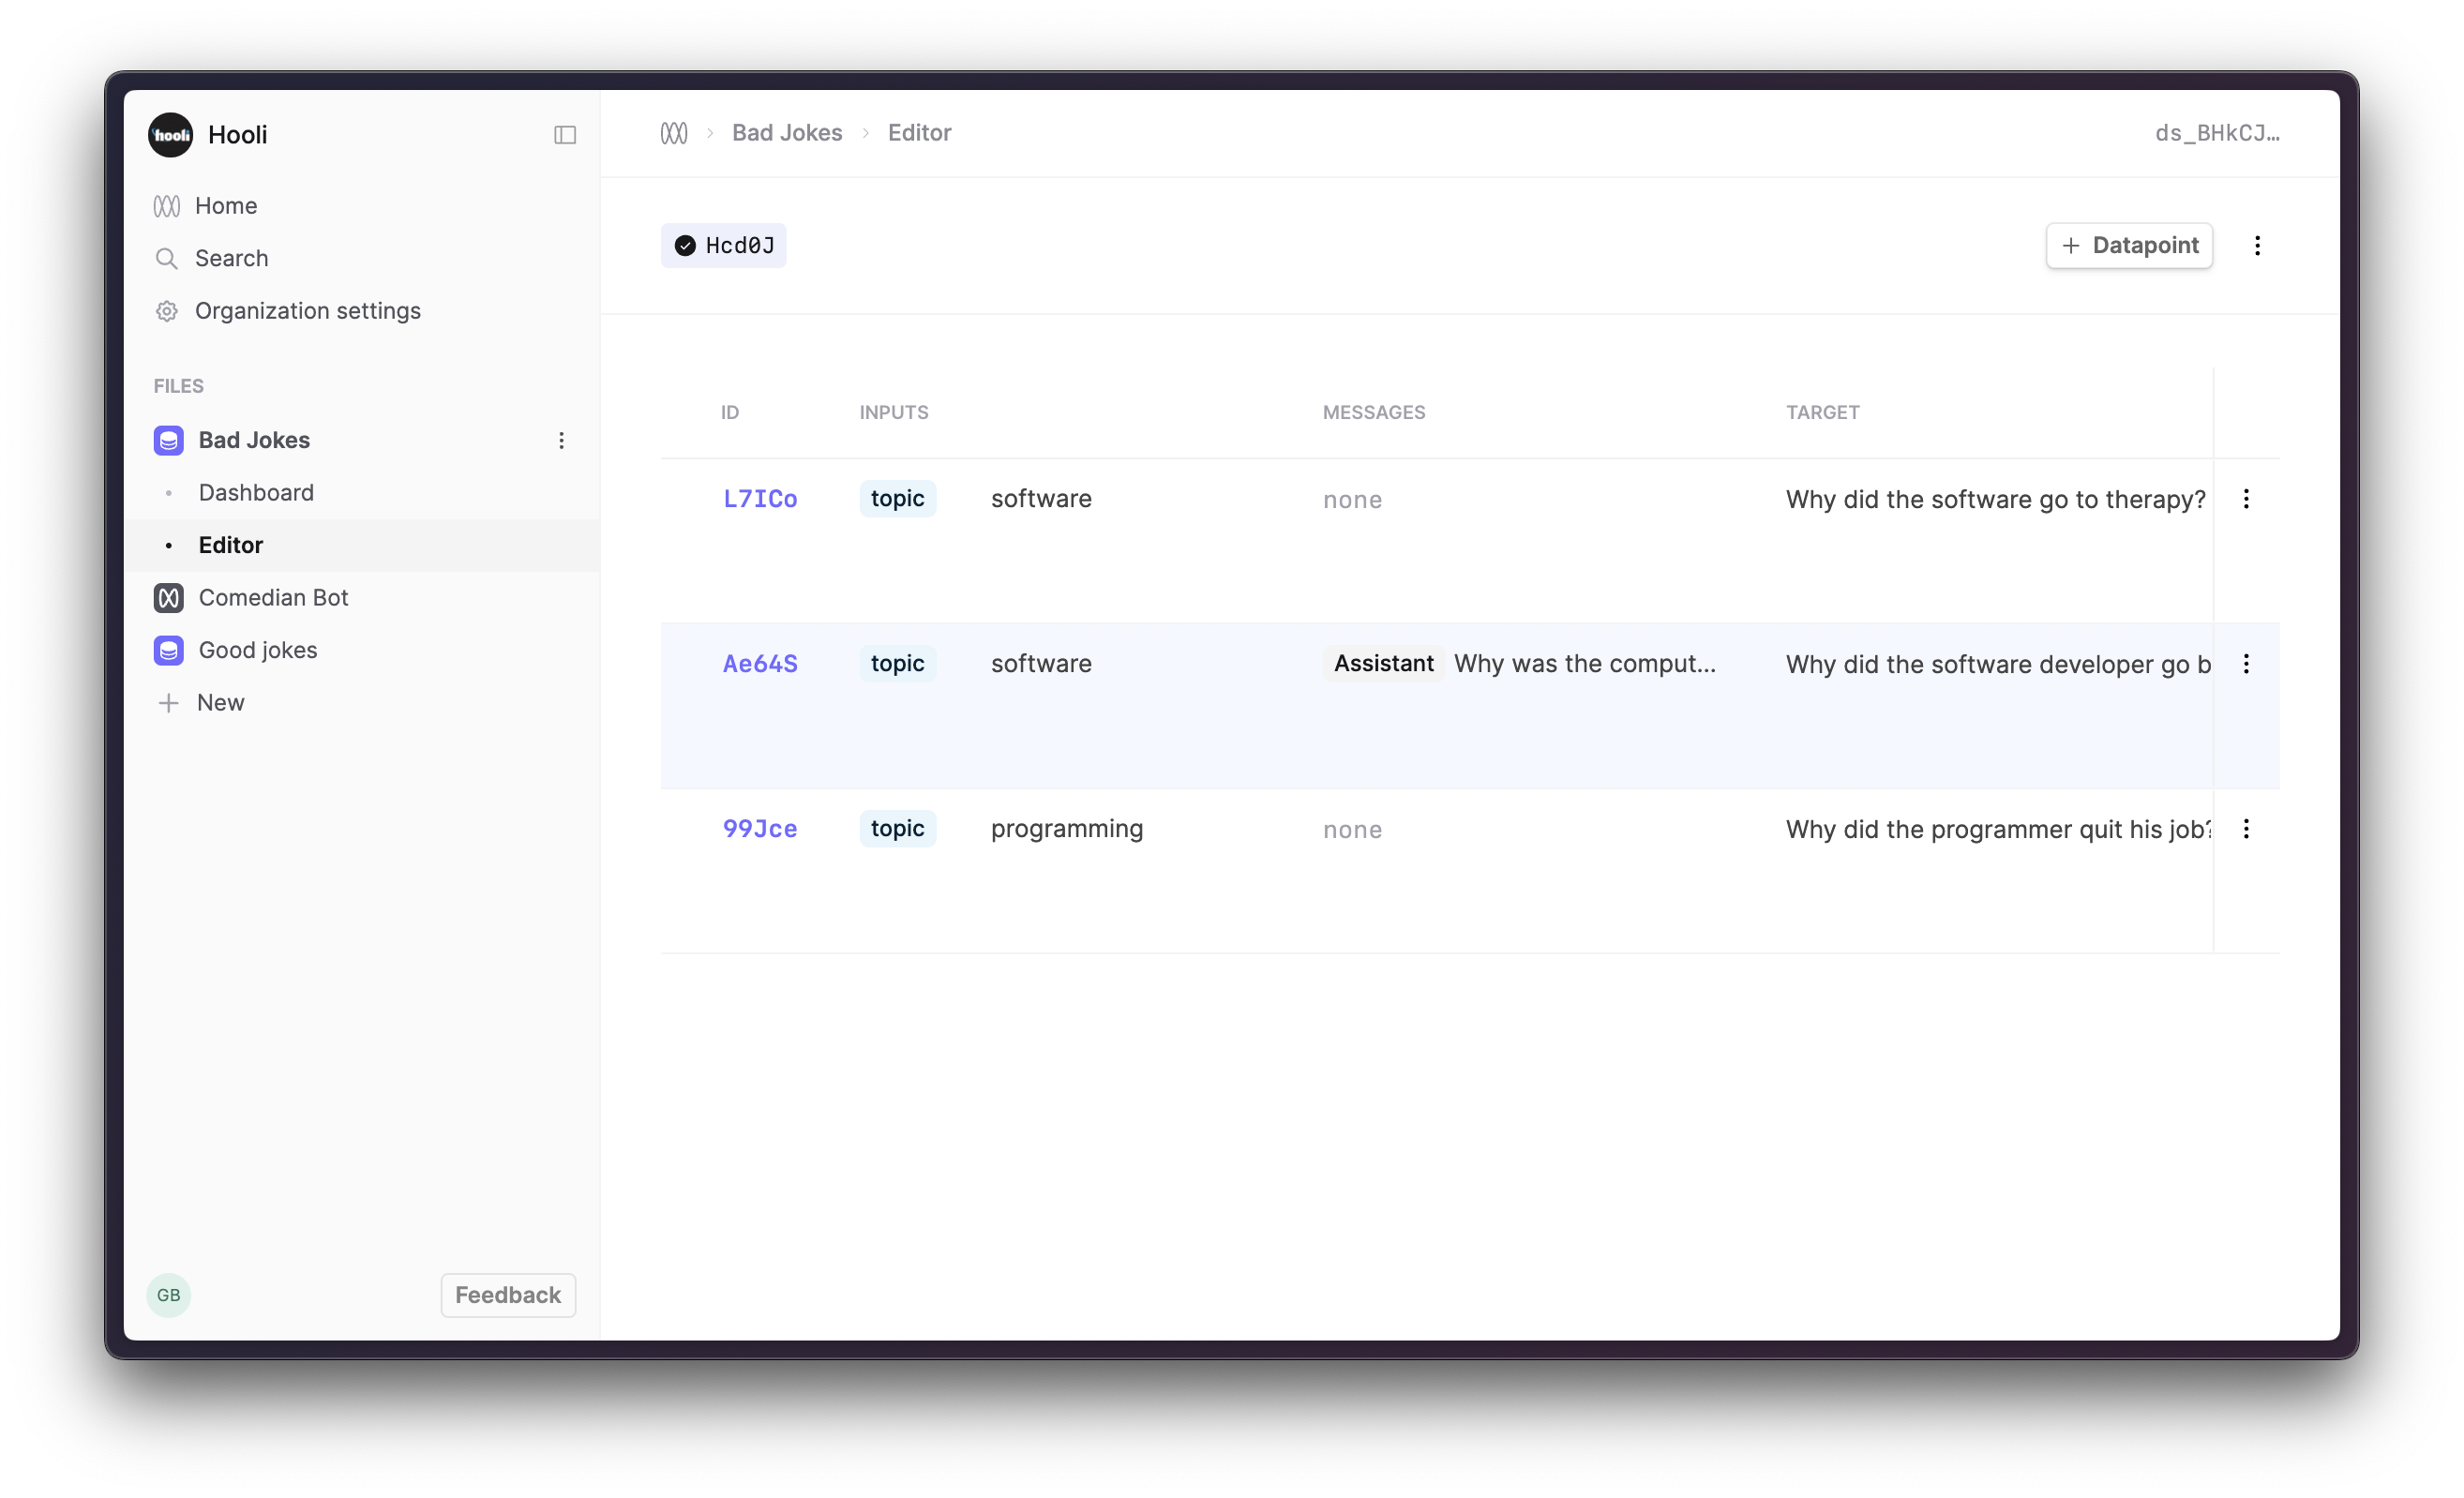 hooli Hooli
Home
Search
Organization settings
FILES
Bad Jokes
Dashboard
Editor
Comedian Bot
Good jokes
New
GB Feedback
Bad Jokes > Editor ds_BHkCJ…
Hcd0J + Datapoint
ID INPUTS MESSAGES TARGET
L7ICo topic software none Why did the software go to therapy?
Ae64S topic software Assistant Why was the comput... Why did the software developer go b
99Jce topic programming none Why did the programmer quit his job?